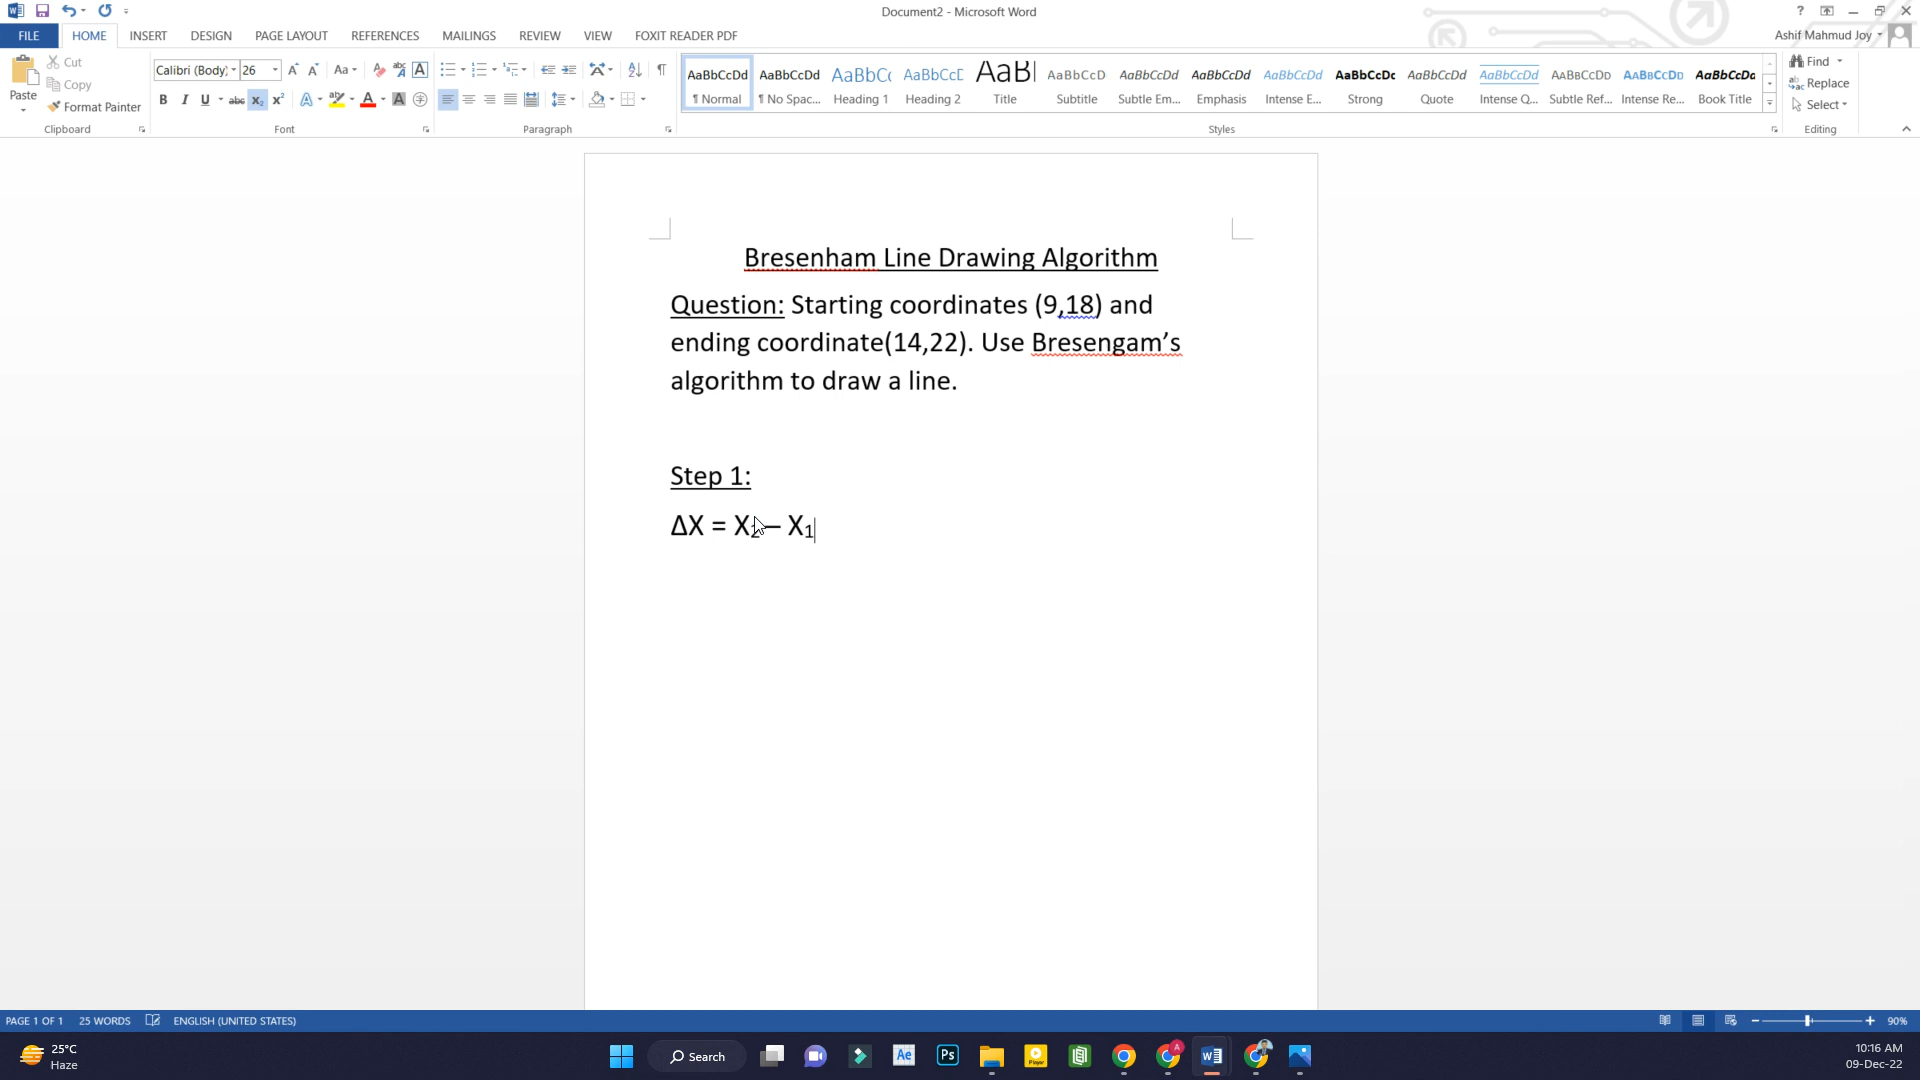 Document2 - Microsoft Word
FILE HOME INSERT DESIGN PAGE LAYOUT REFERENCES MAILINGS REVIEW VIEW FOXIT READER PDF
Ashif Mahmud Joy
Paste
Cut
Copy
Format Painter
Clipboard
Calibri (Body) 26
Font
Paragraph
AaBbCcDd AaBbCcDd AaBbCc AaBbCcC AaBl AaBbCcD AaBbCcDd AaBbCcDd AaBbCcDd AaBbCcDc AaBbCcDd AaBbCcDd AaBbCcDd AaBbCcDd AaBbCcDd
¶ Normal ¶ No Spac... Heading 1 Heading 2 Title Subtitle Subtle Em... Emphasis Intense E... Strong Quote Intense Q... Subtle Ref... Intense Re... Book Title
Styles
Find
Replace
Select
Editing
Bresenham Line Drawing Algorithm
Question: Starting coordinates (9,18) and
ending coordinate(14,22). Use Bresengam’s
algorithm to draw a line.
Step 1:
ΔX = X₂ – X₁
PAGE 1 OF 1 25 WORDS ENGLISH (UNITED STATES) 90%
25°C
Haze
Search
Ae
Ps
10:16 AM
09-Dec-22